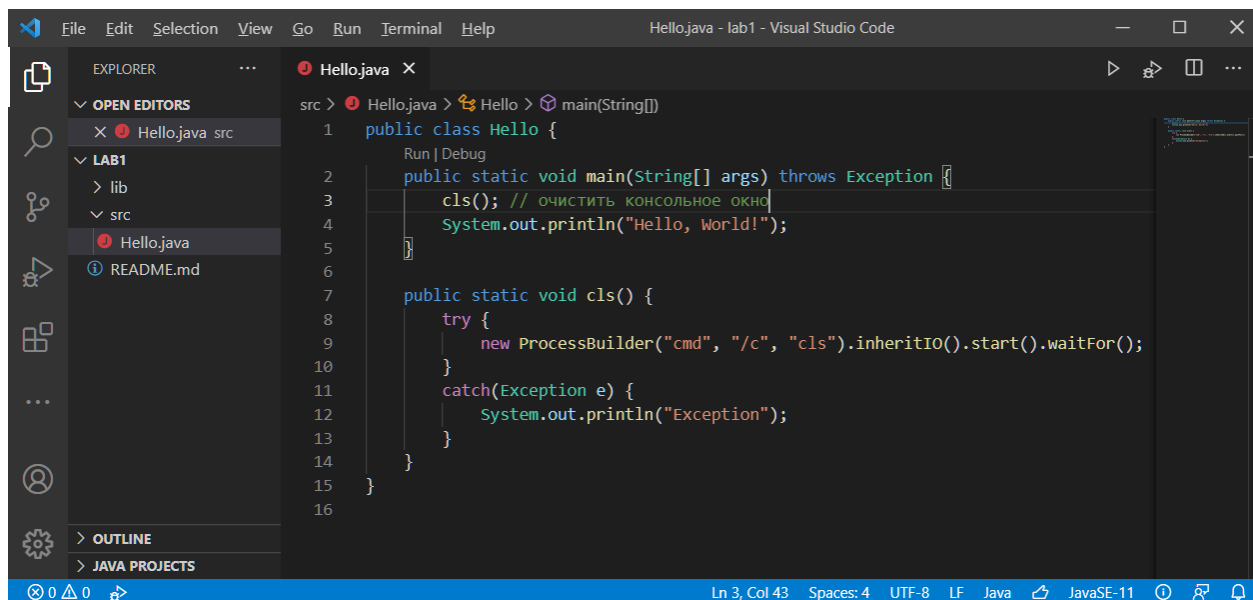 File Edit Selection View Go Run Terminal Help Hello.java - lab1 - Visual Studio Code
EXPLORER
OPEN EDITORS
Hello.java src
LAB1
lib
src
Hello.java
README.md
OUTLINE
JAVA PROJECTS
Hello.java
src > Hello.java > Hello > main(String[])
1 public class Hello {
Run | Debug
2 public static void main(String[] args) throws Exception {
3 cls(); // очистить консольное окно
4 System.out.println("Hello, World!");
5 }
6
7 public static void cls() {
8 try {
9 new ProcessBuilder("cmd", "/c", "cls").inheritIO().start().waitFor();
10 }
11 catch(Exception e) {
12 System.out.println("Exception");
13 }
14 }
15 }
16
0 0 Ln 3, Col 43 Spaces: 4 UTF-8 LF Java JavaSE-11